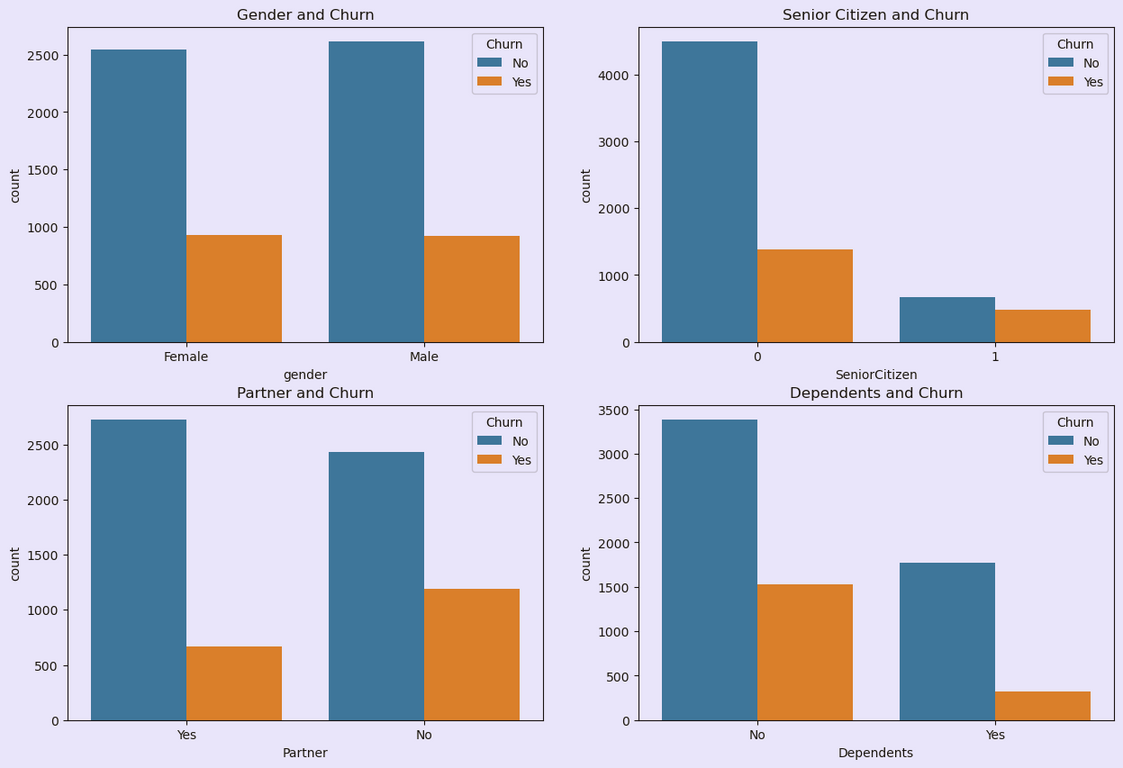 Gender and Churn
2500
2000
1500
1000
500
0
count
Churn
No
Yes
Female Male
gender
Senior Citizen and Churn
4000
3000
2000
1000
0
count
Churn
No
Yes
0 1
SeniorCitizen
Partner and Churn
2500
2000
1500
1000
500
0
count
Churn
No
Yes
Yes No
Partner
Dependents and Churn
3500
3000
2500
2000
1500
1000
500
0
count
Churn
No
Yes
No Yes
Dependents